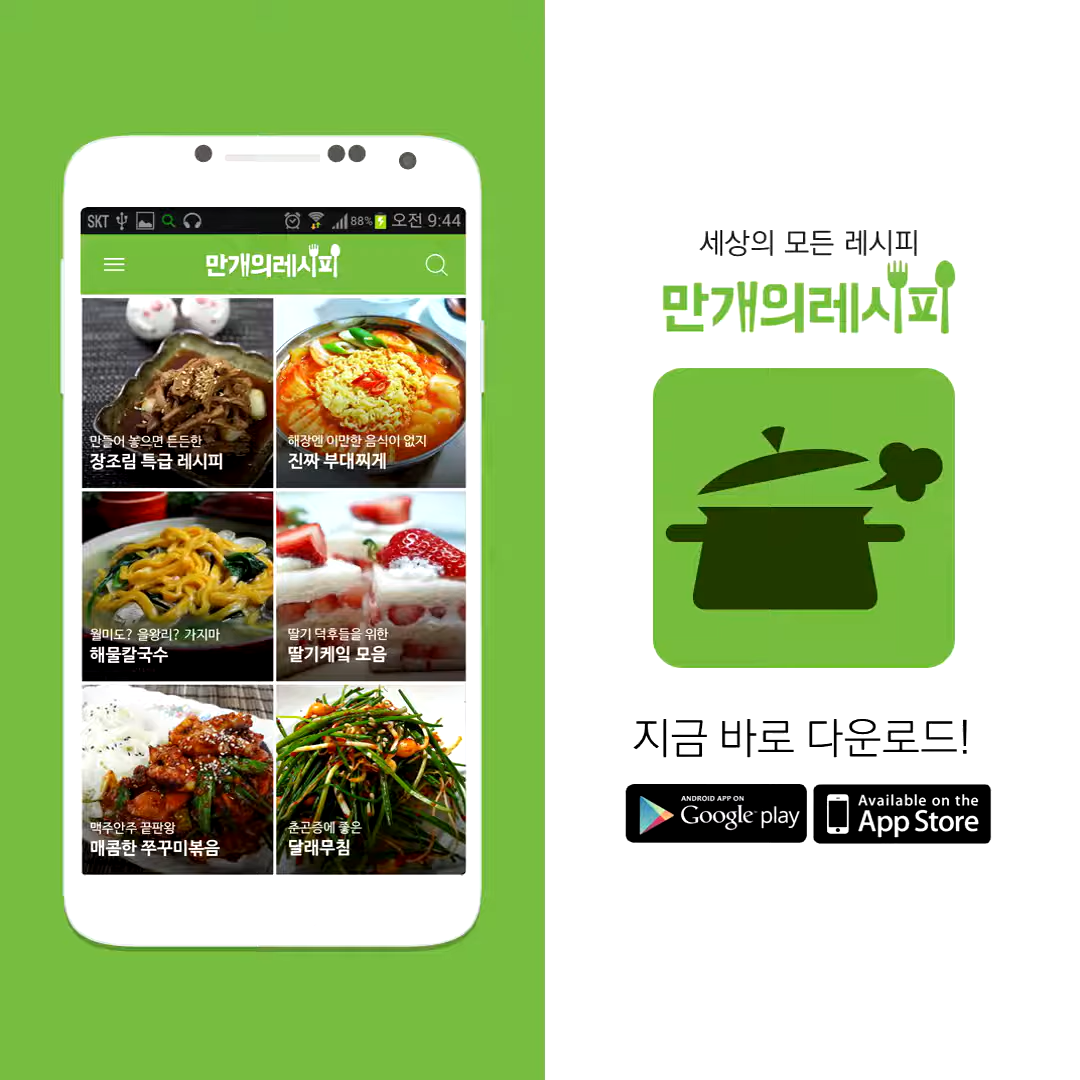 SKT 88% 오전 9:44
만개의레시피
만들어 놓으면 든든한
장조림 특급 레시피
해장엔 이만한 음식이 없지
진짜 부대찌게
월미도? 을왕리? 가지마
해물칼국수
딸기 덕후들을 위한
딸기케잌 모음
맥주안주 끝판왕
매콤한 쭈꾸미볶음
춘곤증에 좋은
달래무침
세상의 모든 레시피
만개의레시피
지금 바로 다운로드!
ANDROID APP ON
Google play
Available on the
App Store